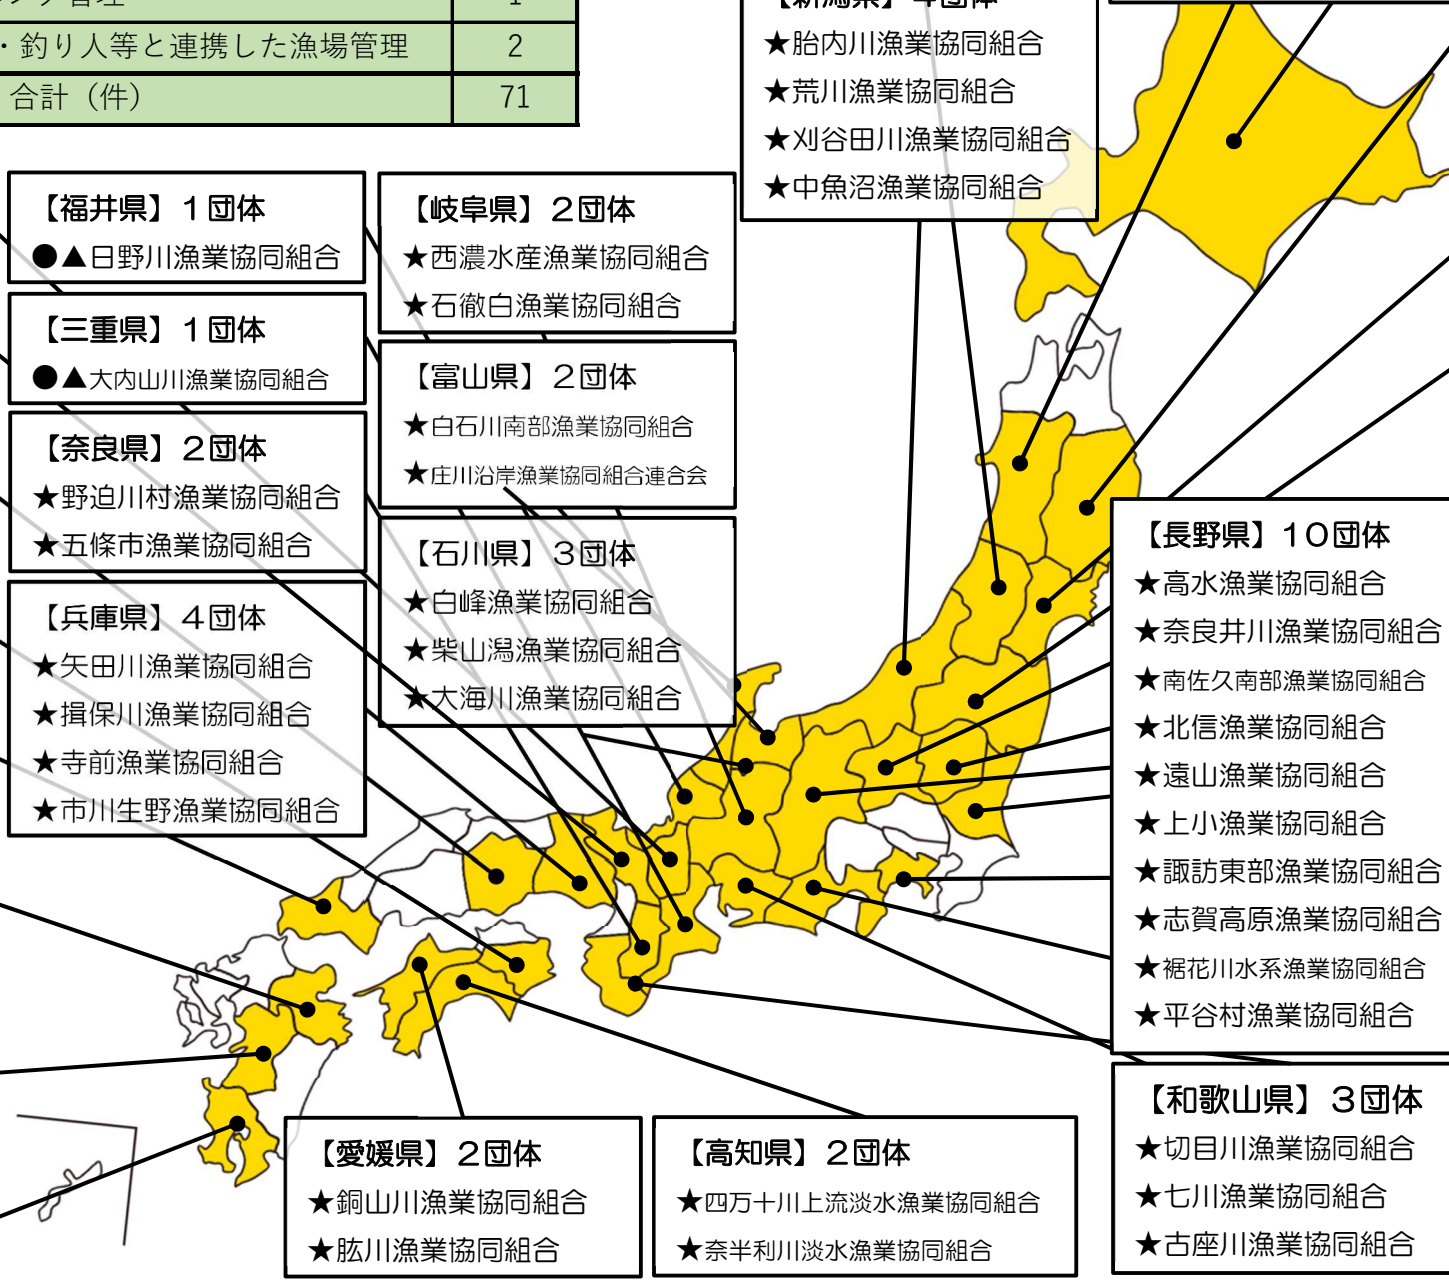 ンク管理 1
・釣り人等と連携した漁場管理 2
合計（件） 71
【新潟県】4団体
★胎内川漁業協同組合
★荒川漁業協同組合
★刈谷田川漁業協同組合
★中魚沼漁業協同組合
【福井県】１団体
●▲日野川漁業協同組合
【三重県】１団体
●▲大内山川漁業協同組合
【奈良県】２団体
★野迫川村漁業協同組合
★五條市漁業協同組合
【兵庫県】４団体
★矢田川漁業協同組合
★揖保川漁業協同組合
★寺前漁業協同組合
★市川生野漁業協同組合
【岐阜県】２団体
★西濃水産漁業協同組合
★石徹白漁業協同組合
【富山県】２団体
★白石川南部漁業協同組合
★庄川沿岸漁業協同組合連合会
【石川県】３団体
★白峰漁業協同組合
★柴山潟漁業協同組合
★大海川漁業協同組合
【長野県】１０団体
★高水漁業協同組合
★奈良井川漁業協同組合
★南佐久南部漁業協同組合
★北信漁業協同組合
★遠山漁業協同組合
★上小漁業協同組合
★諏訪東部漁業協同組合
★志賀高原漁業協同組合
★裾花川水系漁業協同組合
★平谷村漁業協同組合
【愛媛県】２団体
★銅山川漁業協同組合
★肱川漁業協同組合
【高知県】２団体
★四万十川上流淡水漁業協同組合
★奈半利川淡水漁業協同組合
【和歌山県】３団体
★切目川漁業協同組合
★七川漁業協同組合
★古座川漁業協同組合